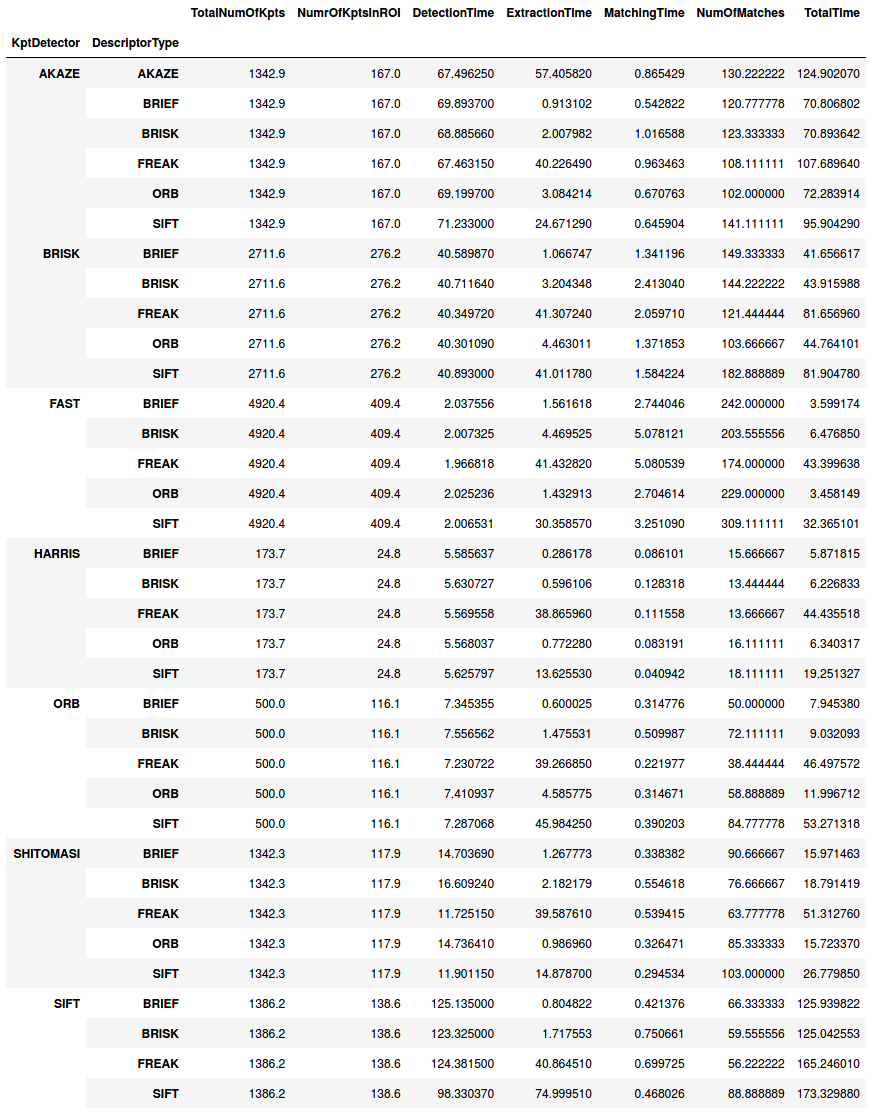 TotalNumOfKpts NumrOfKptsInROI DetectionTime ExtractionTime MatchingTime NumOfMatches TotalTime
KptDetector DescriptorType
AKAZE AKAZE 1342.9 167.0 67.496250 57.405820 0.865429 130.222222 124.902070
BRIEF 1342.9 167.0 69.893700 0.913102 0.542822 120.777778 70.806802
BRISK 1342.9 167.0 68.885660 2.007982 1.016588 123.333333 70.893642
FREAK 1342.9 167.0 67.463150 40.226490 0.963463 108.111111 107.689640
ORB 1342.9 167.0 69.199700 3.084214 0.670763 102.000000 72.283914
SIFT 1342.9 167.0 71.233000 24.671290 0.645904 141.111111 95.904290
BRISK BRIEF 2711.6 276.2 40.589870 1.066747 1.341196 149.333333 41.656617
BRISK 2711.6 276.2 40.711640 3.204348 2.413040 144.222222 43.915988
FREAK 2711.6 276.2 40.349720 41.307240 2.059710 121.444444 81.656960
ORB 2711.6 276.2 40.301090 4.463011 1.371853 103.666667 44.764101
SIFT 2711.6 276.2 40.893000 41.011780 1.584224 182.888889 81.904780
FAST BRIEF 4920.4 409.4 2.037556 1.561618 2.744046 242.000000 3.599174
BRISK 4920.4 409.4 2.007325 4.469525 5.078121 203.555556 6.476850
FREAK 4920.4 409.4 1.966818 41.432820 5.080539 174.000000 43.399638
ORB 4920.4 409.4 2.025236 1.432913 2.704614 229.000000 3.458149
SIFT 4920.4 409.4 2.006531 30.358570 3.251090 309.111111 32.365101
HARRIS BRIEF 173.7 24.8 5.585637 0.286178 0.086101 15.666667 5.871815
BRISK 173.7 24.8 5.630727 0.596106 0.128318 13.444444 6.226833
FREAK 173.7 24.8 5.569558 38.865960 0.111558 13.666667 44.435518
ORB 173.7 24.8 5.568037 0.772280 0.083191 16.111111 6.340317
SIFT 173.7 24.8 5.625797 13.625530 0.040942 18.111111 19.251327
ORB BRIEF 500.0 116.1 7.345355 0.600025 0.314776 50.000000 7.945380
BRISK 500.0 116.1 7.556562 1.475531 0.509987 72.111111 9.032093
FREAK 500.0 116.1 7.230722 39.266850 0.221977 38.444444 46.497572
ORB 500.0 116.1 7.410937 4.585775 0.314671 58.888889 11.996712
SIFT 500.0 116.1 7.287068 45.984250 0.390203 84.777778 53.271318
SHITOMASI BRIEF 1342.3 117.9 14.703690 1.267773 0.338382 90.666667 15.971463
BRISK 1342.3 117.9 16.609240 2.182179 0.554618 76.666667 18.791419
FREAK 1342.3 117.9 11.725150 39.587610 0.539415 63.777778 51.312760
ORB 1342.3 117.9 14.736410 0.986960 0.326471 85.333333 15.723370
SIFT 1342.3 117.9 11.901150 14.878700 0.294534 103.000000 26.779850
SIFT BRIEF 1386.2 138.6 125.135000 0.804822 0.421376 66.333333 125.939822
BRISK 1386.2 138.6 123.325000 1.717553 0.750661 59.555556 125.042553
FREAK 1386.2 138.6 124.381500 40.864510 0.699725 56.222222 165.246010
SIFT 1386.2 138.6 98.330370 74.999510 0.468026 88.888889 173.329880